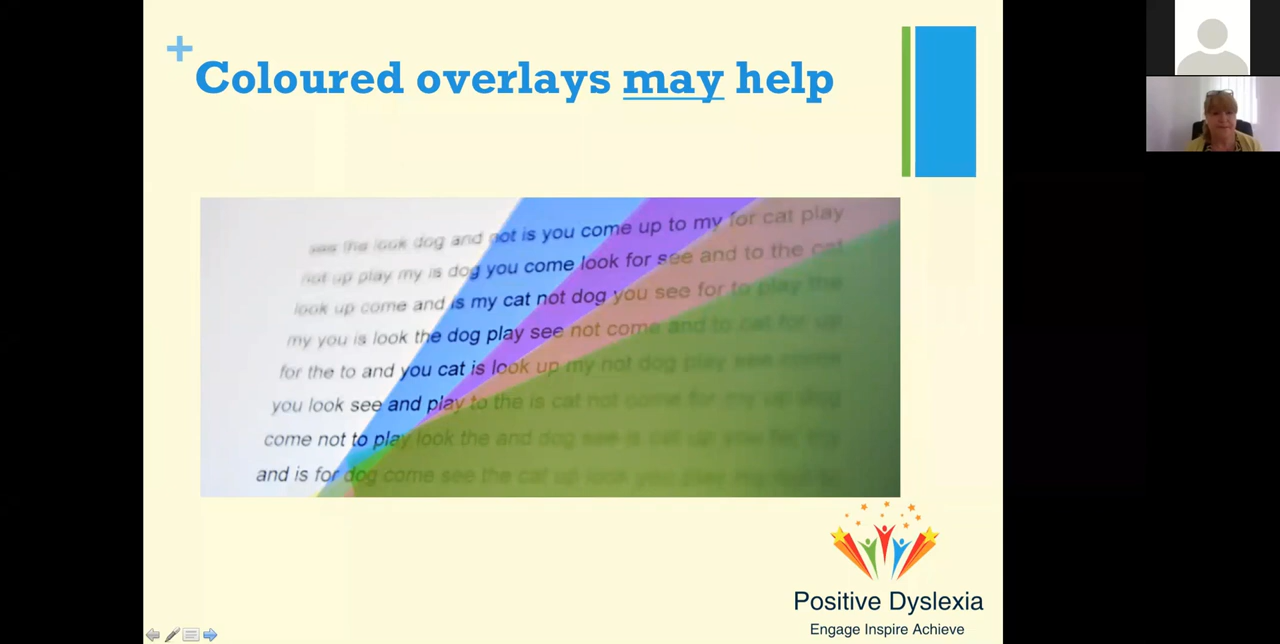 +
Coloured overlays may help
see the look dog and not is you come up to my for cat play
not up play my is dog you come look for see and to the cat
look up come and is my cat not dog you see for to play the
my you is look the dog play see not come and to cat for up
for the to and you cat is look up my not dog play see come
you look see and play to the is cat not come for my up dog
come not to play look the and dog see is cat up you for my
and is for dog come see the cat up look you play my
Positive Dyslexia
Engage Inspire Achieve